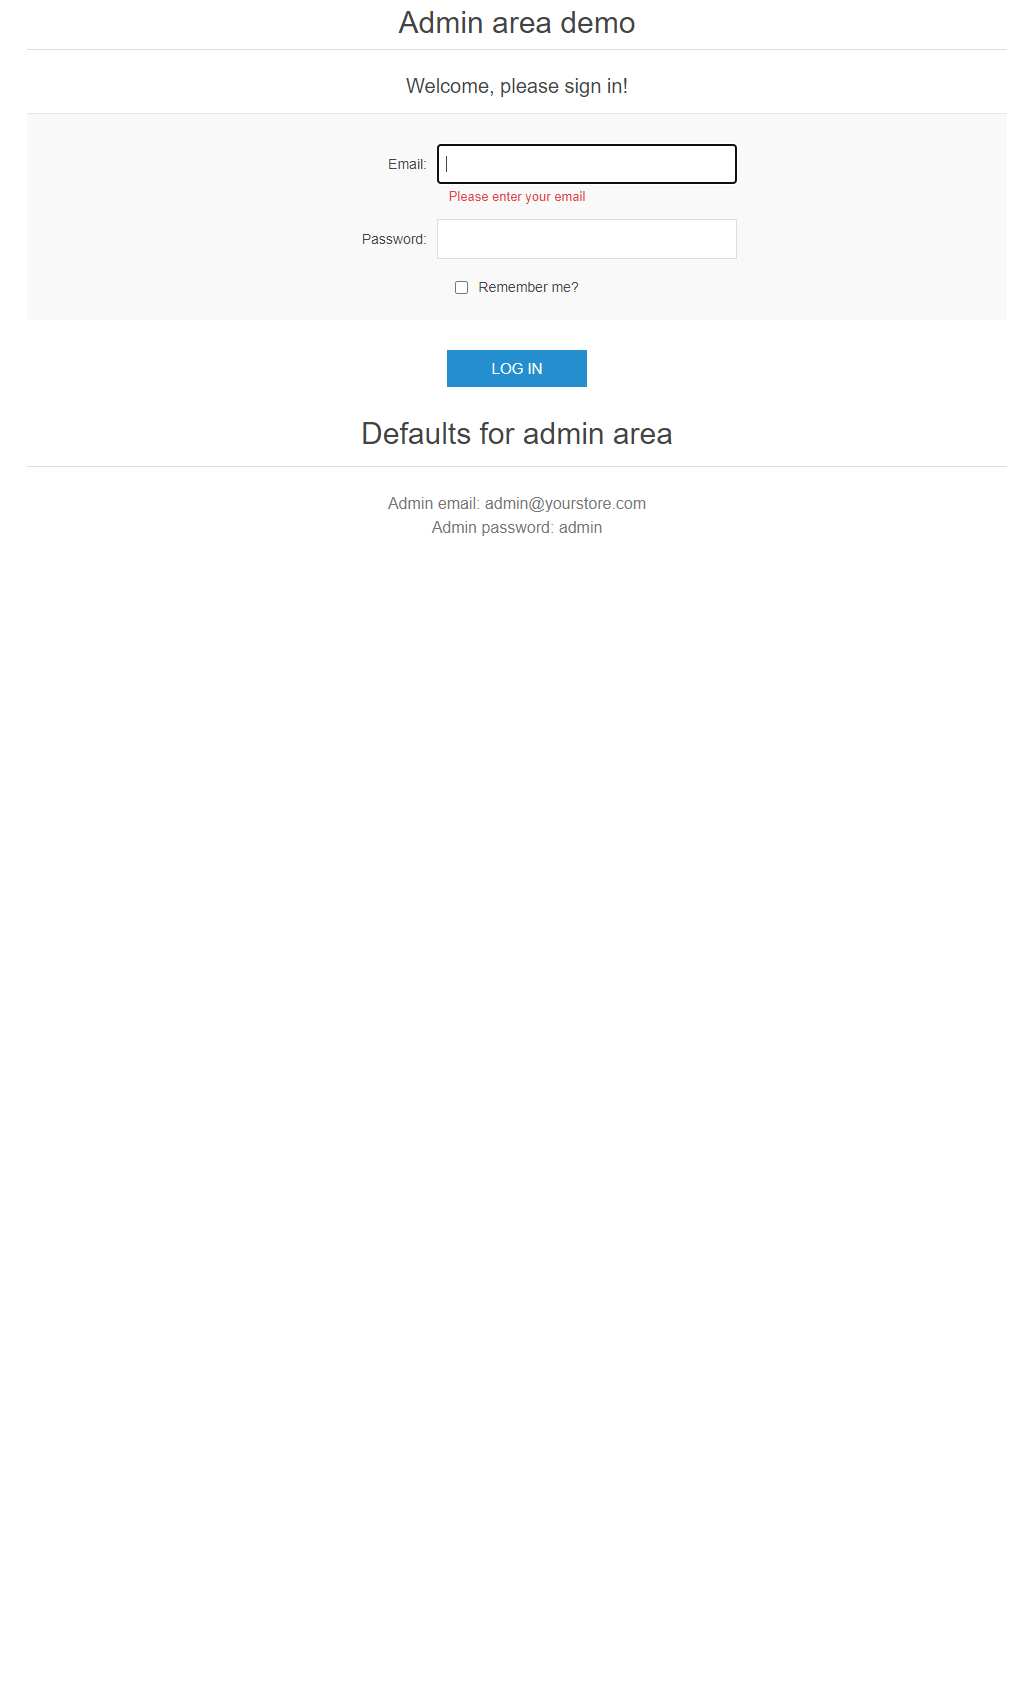 Admin area demo
Welcome, please sign in!
Email:
Please enter your email
Password:
Remember me?
LOG IN
Defaults for admin area
Admin email: admin@yourstore.com
Admin password: admin